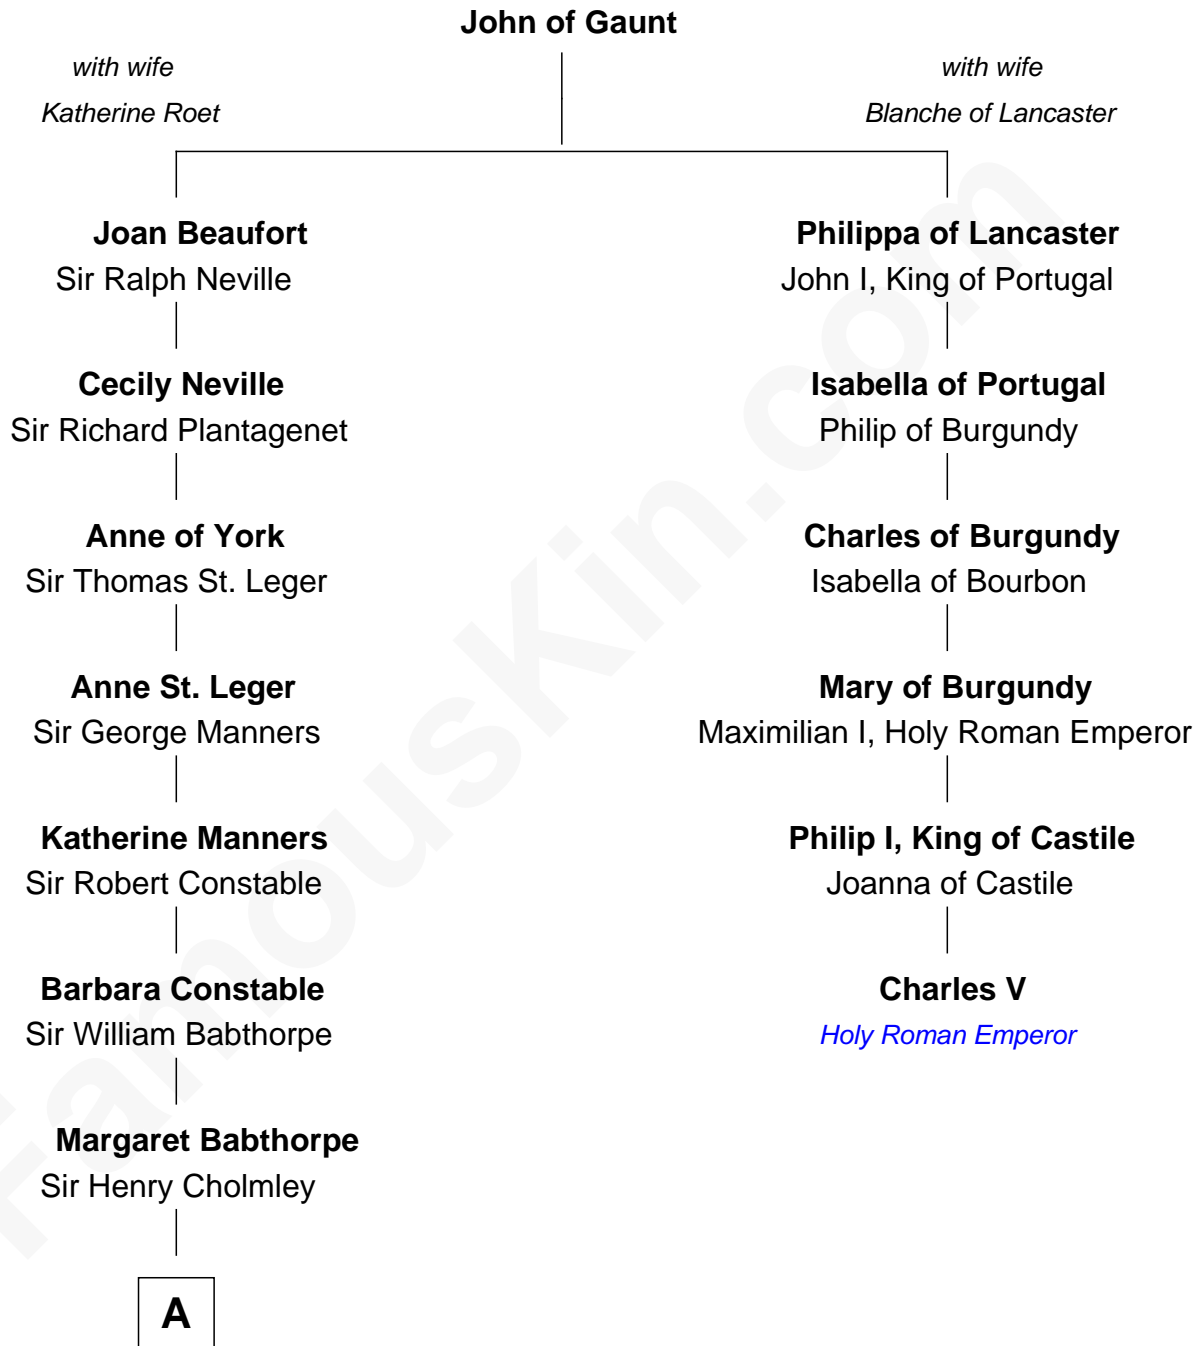 John of Gaunt
with wife
Katherine Roet
with wife
Blanche of Lancaster
Joan Beaufort
Sir Ralph Neville
Philippa of Lancaster
John I, King of Portugal
Cecily Neville
Sir Richard Plantagenet
Isabella of Portugal
Philip of Burgundy
Anne of York
Sir Thomas St. Leger
Charles of Burgundy
Isabella of Bourbon
Anne St. Leger
Sir George Manners
Mary of Burgundy
Maximilian I, Holy Roman Emperor
Katherine Manners
Sir Robert Constable
Philip I, King of Castile
Joanna of Castile
Barbara Constable
Sir William Babthorpe
Charles V
Holy Roman Emperor
Margaret Babthorpe
Sir Henry Cholmley
A
FamousKin.com